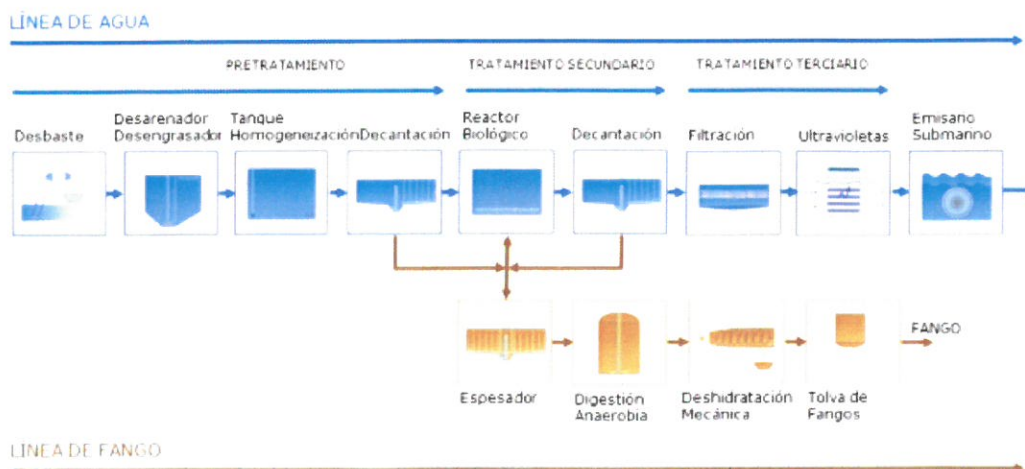 LÍNEA DE AGUA
PRETRATAMIENTO
TRATAMIENTO SECUNDARIO
TRATAMIENTO TERCIARIO
Desbaste
Desarenador
Desengrasador
Tanque
Homogeneización
Decantación
Reactor
Biológico
Decantación
Filtración
Ultravioletas
Emisario
Submarino
FANGO
Espesador
Digestión
Anaerobia
Deshidratación
Mecánica
Tolva de
Fangos
LÍNEA DE FANGO